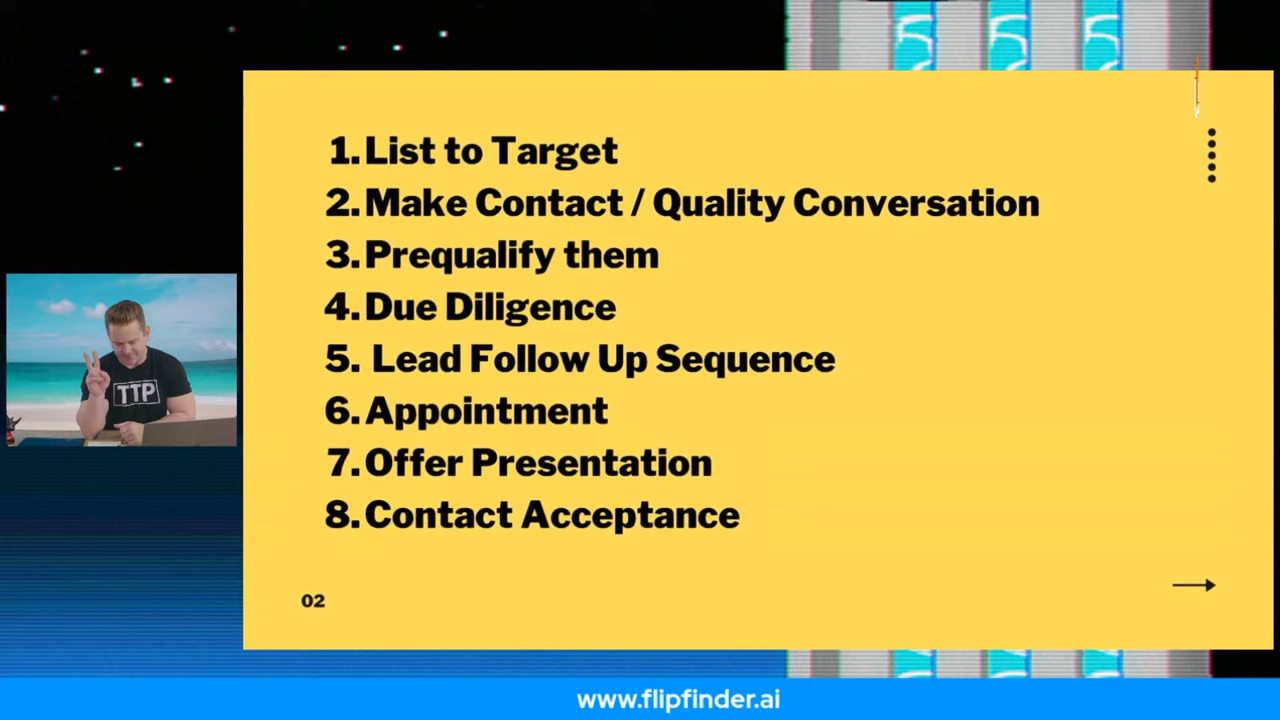 1. List to Target
2. Make Contact / Quality Conversation
3. Prequalify them
4. Due Diligence
5. Lead Follow Up Sequence
6. Appointment
7. Offer Presentation
8. Contact Acceptance
TTP
02
www.flipfinder.ai